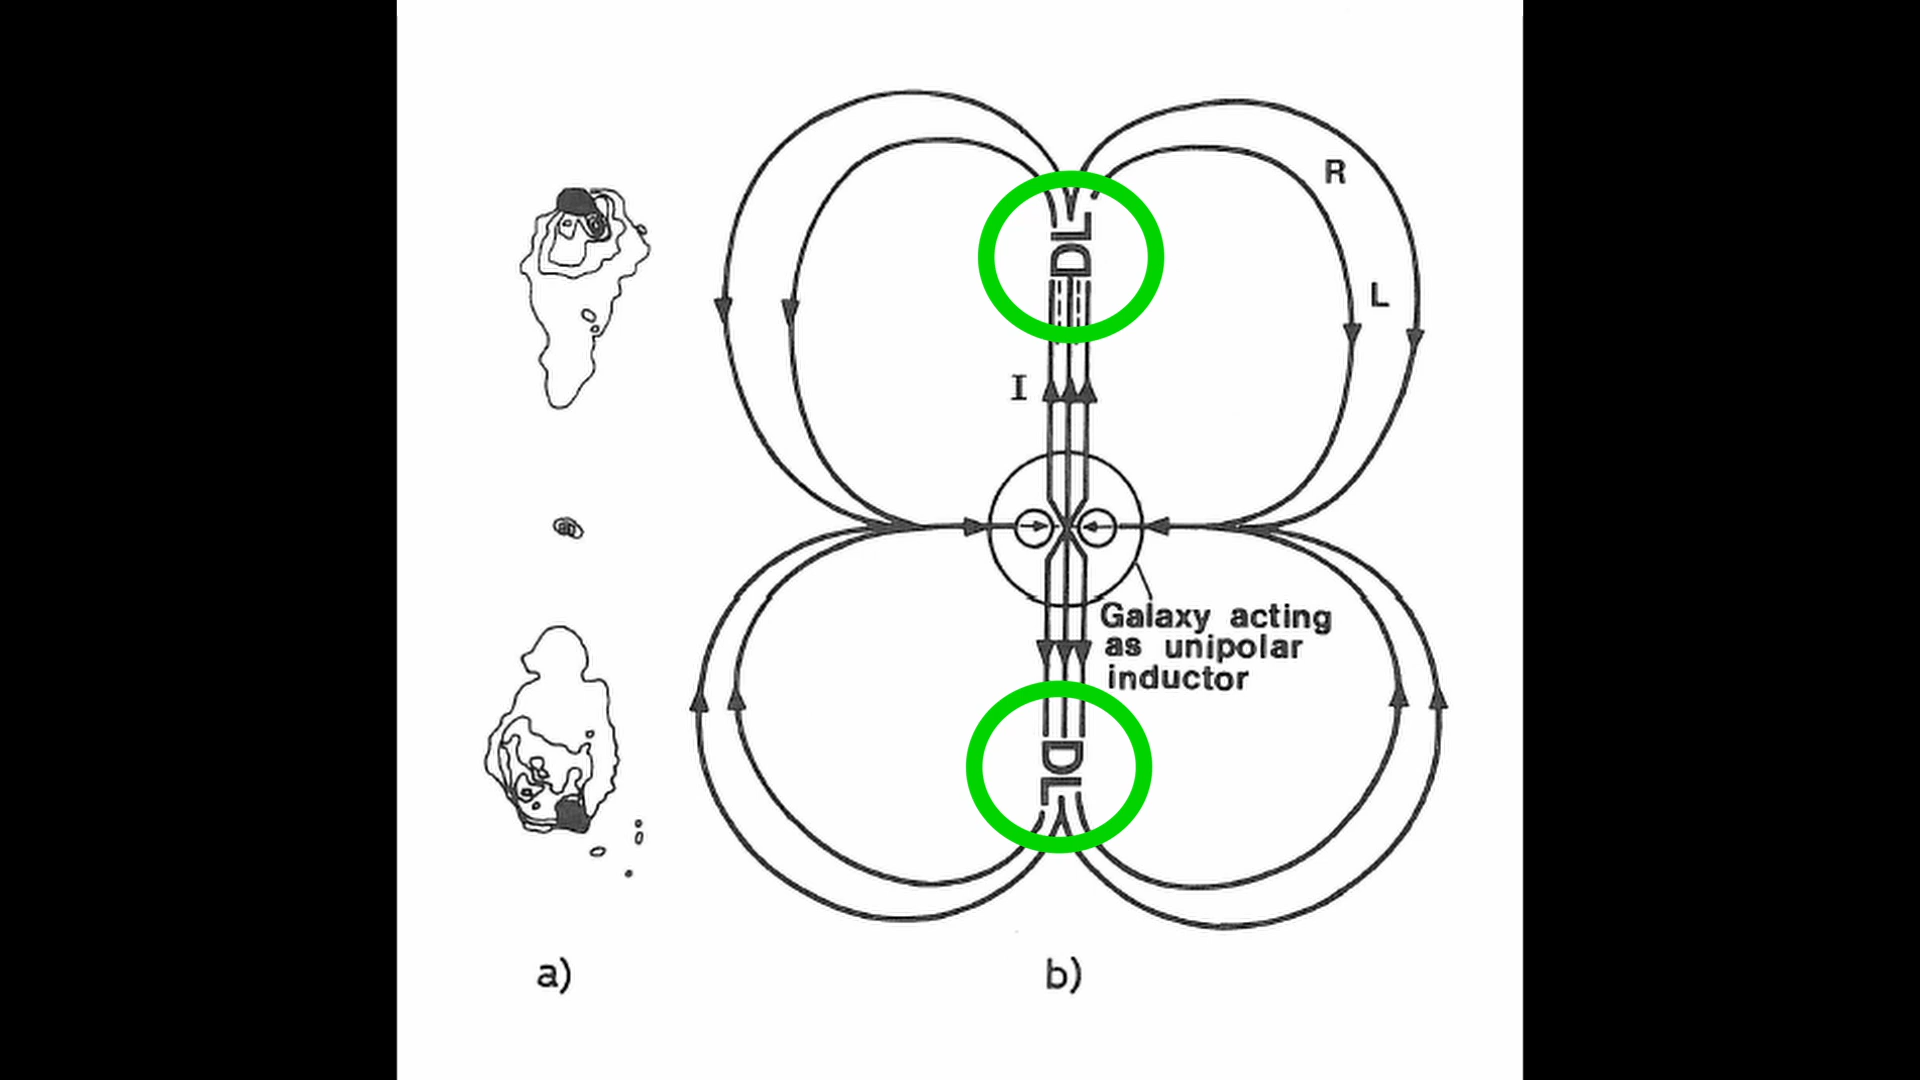 R
DL
L
I
Galaxy acting
as unipolar
inductor
DL
a)
b)